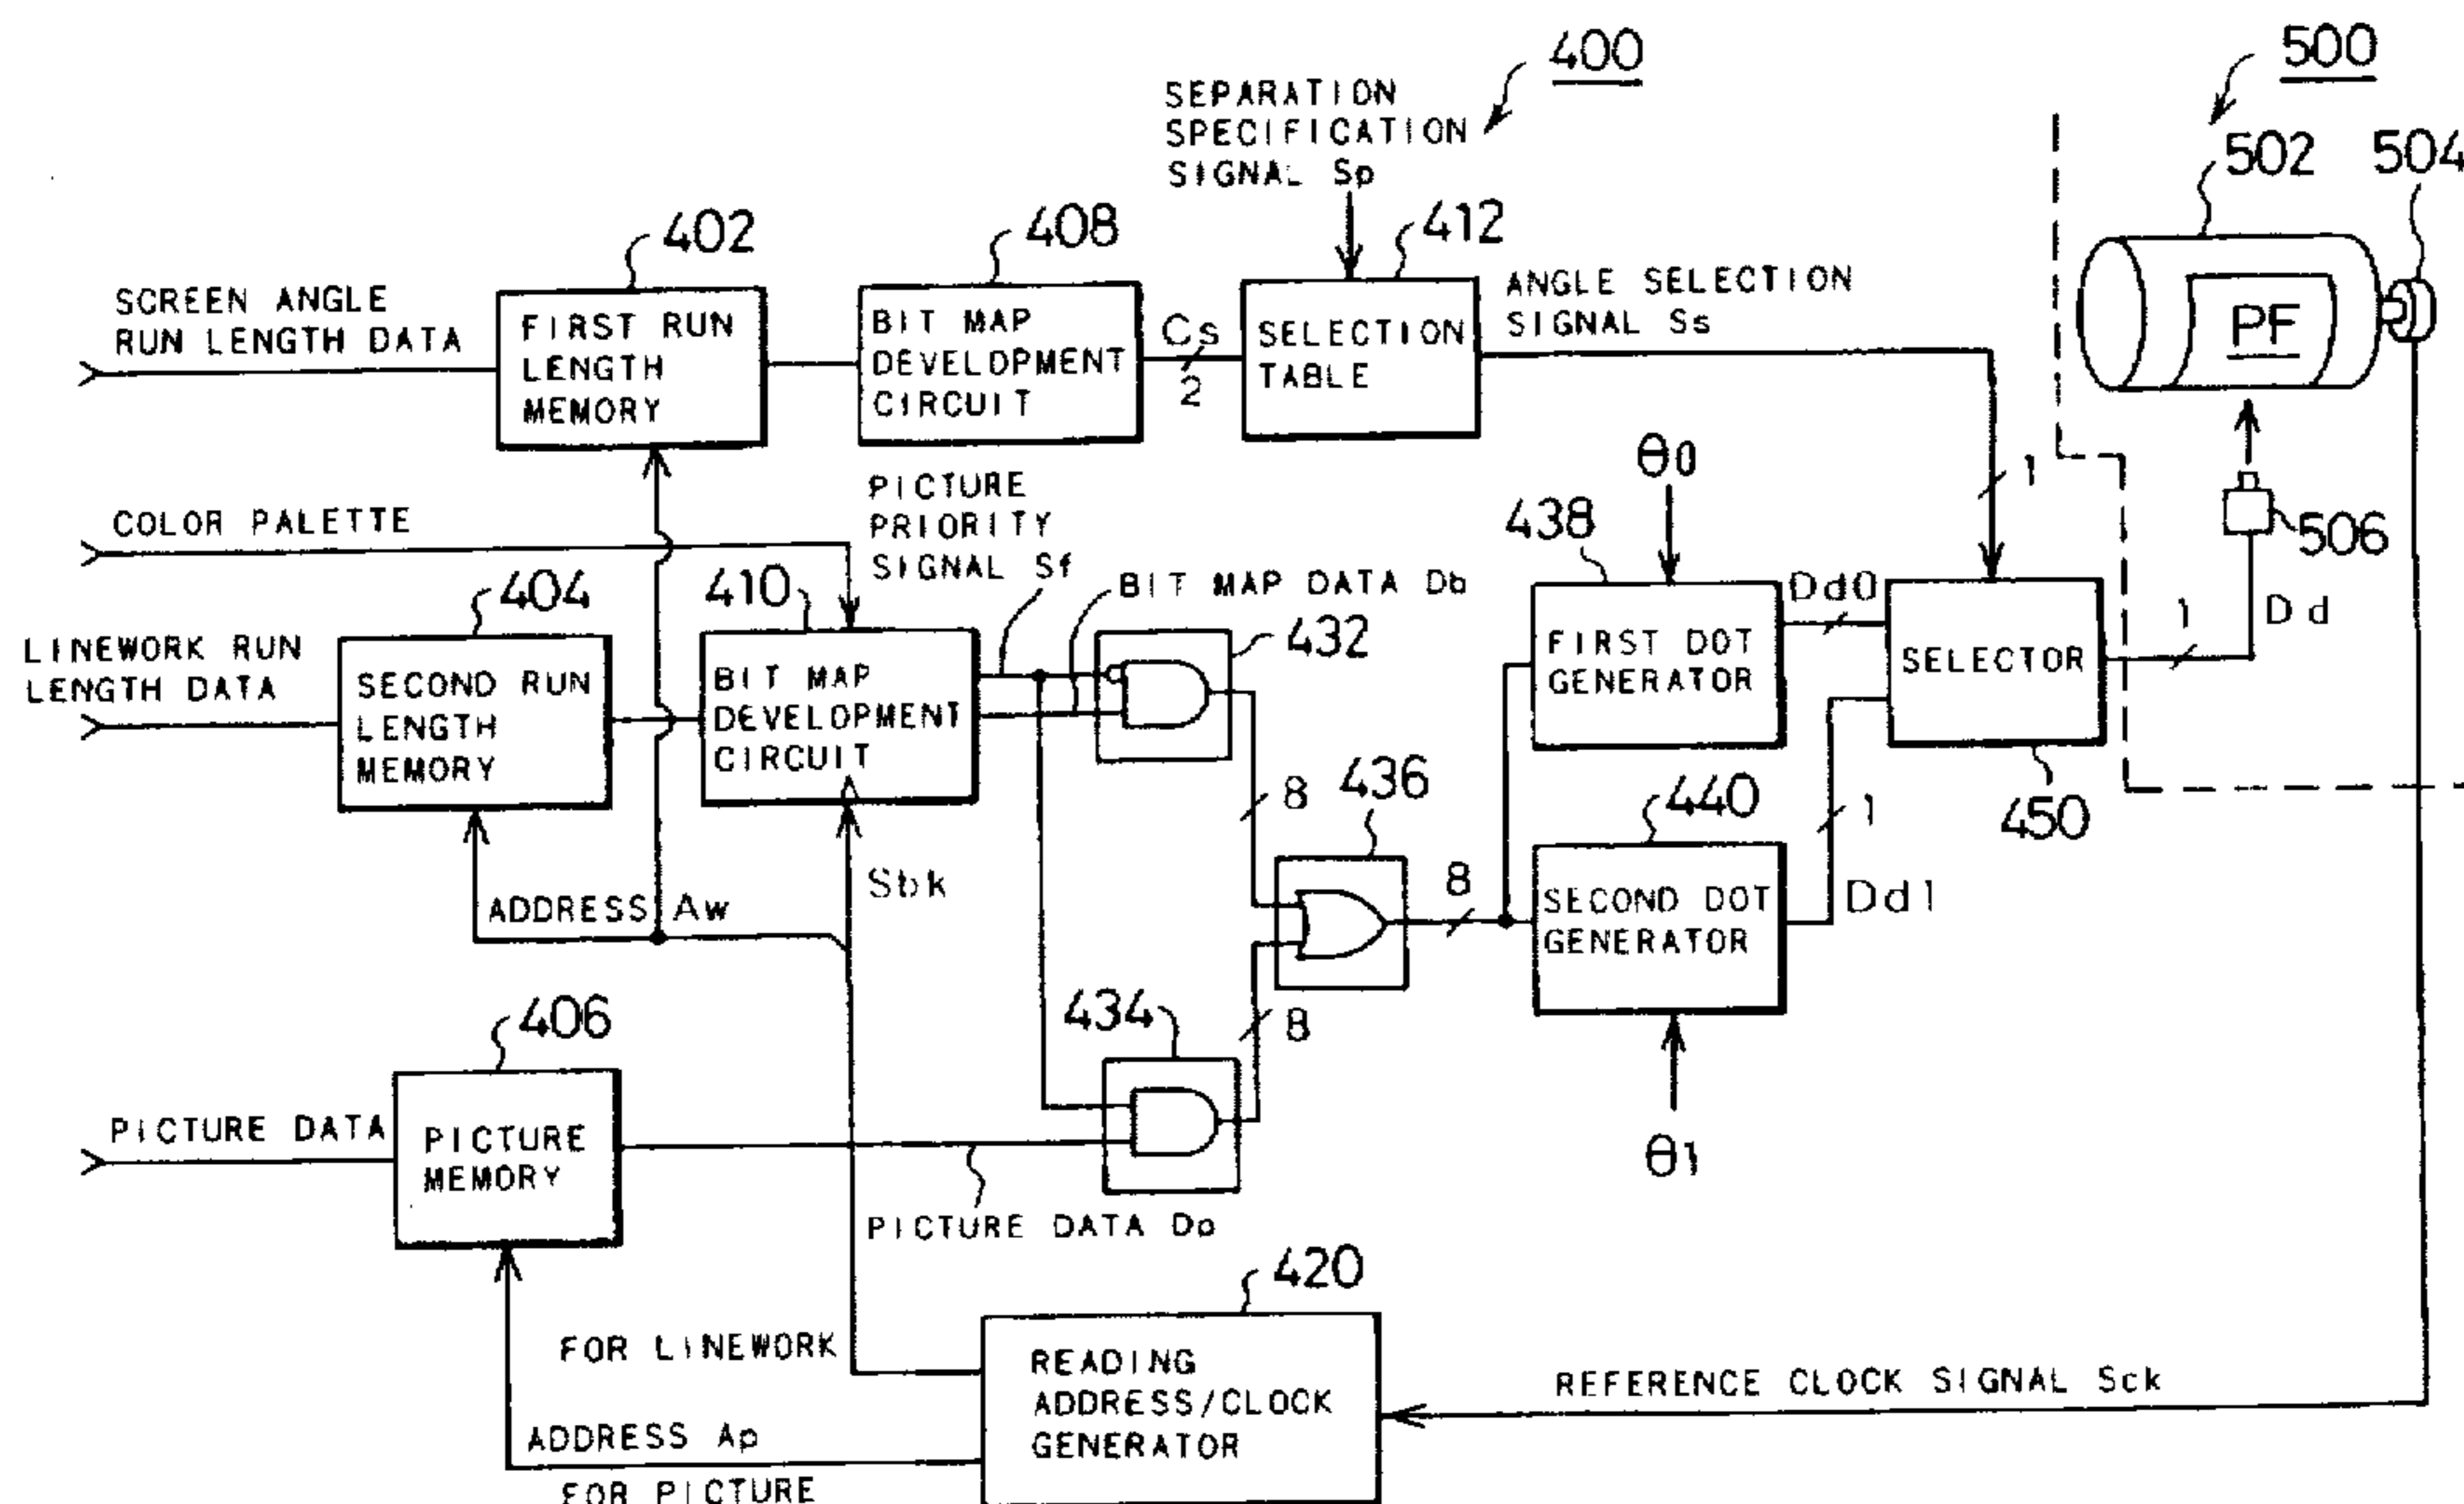 400
500
SEPARATION
SPECIFICATION
SIGNAL Sp
502
504
402
408
412
SCREEN ANGLE
RUN LENGTH DATA
FIRST RUN
LENGTH
MEMORY
BIT MAP
DEVELOPMENT
CIRCUIT
Cs
2
SELECTION
TABLE
ANGLE SELECTION
SIGNAL Ss
PF
1
506
COLOR PALETTE
PICTURE
PRIORITY
SIGNAL Sf
BIT MAP DATA Db
θ0
438
404
410
432
LINEWORK RUN
LENGTH DATA
SECOND RUN
LENGTH
MEMORY
BIT MAP
DEVELOPMENT
CIRCUIT
FIRST DOT
GENERATOR
Dd0
SELECTOR
1
Dd
450
8
436
440
1
ADDRESS Aw
Sbk
8
SECOND DOT
GENERATOR
Dd1
406
434
8
θ1
PICTURE DATA
PICTURE
MEMORY
PICTURE DATA Dp
420
FOR LINEWORK
READING
ADDRESS/CLOCK
GENERATOR
REFERENCE CLOCK SIGNAL Sck
ADDRESS Ap
FOR PICTURE